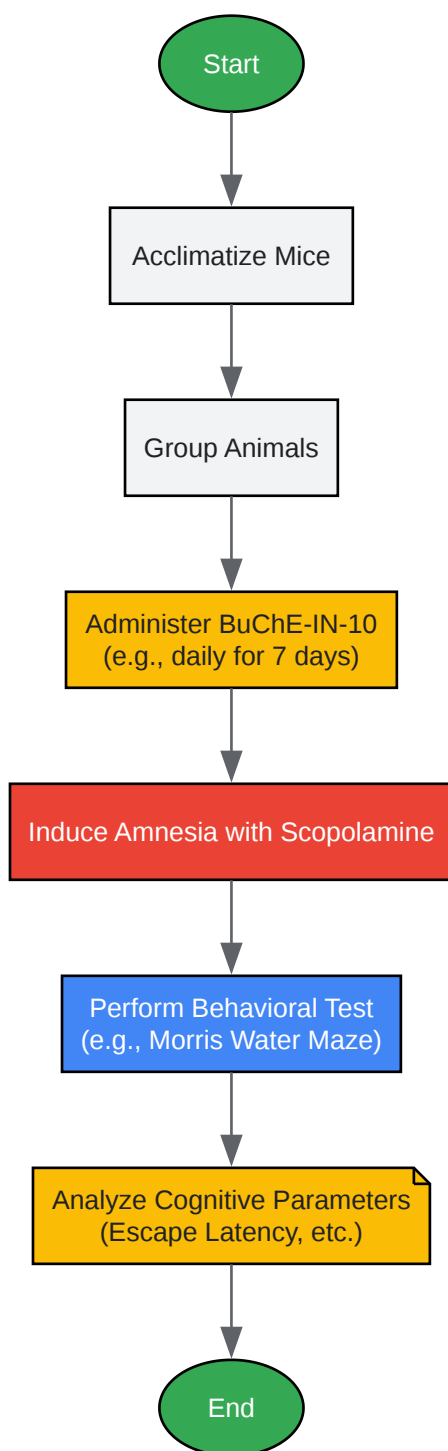 Start
Acclimatize Mice
Group Animals
Administer BuChE-IN-10
(e.g., daily for 7 days)
Induce Amnesia with Scopolamine
Perform Behavioral Test
(e.g., Morris Water Maze)
Analyze Cognitive Parameters
(Escape Latency, etc.)
End